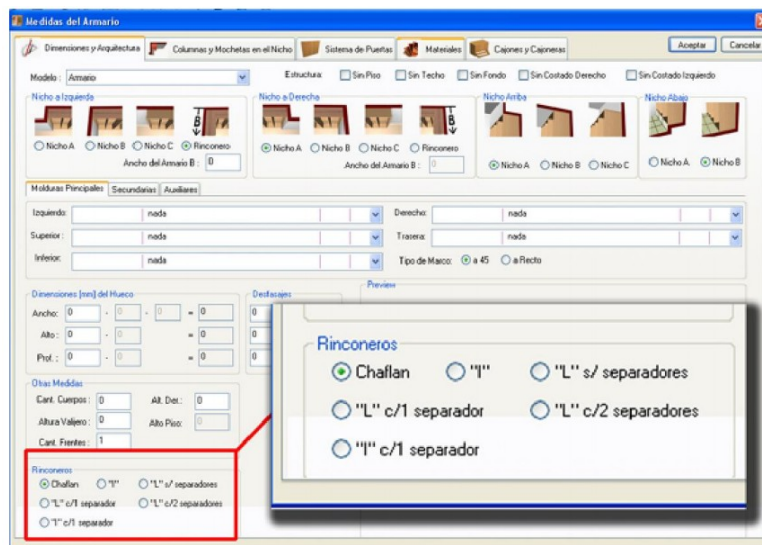 Medidas del Armario
Dimensiones y Arquitectura Columnas y Mochetas en el Nicho Sistema de Puertas Materiales Cajones y Cajoneras Aceptar Cancelar
Modelo : Armario Estructura: Sin Piso Sin Techo Sin Fondo Sin Costado Derecho Sin Costado Izquierdo
Nicho a Izquierda Nicho a Derecha Nicho Arriba Nicho Abajo
B B
Nicho A Nicho B Nicho C Rinconero Nicho A Nicho B Nicho C Rinconero Nicho A Nicho B Nicho C Nicho A Nicho B
Ancho del Armario B : 0 Ancho del Armario B : 0
Molduras Principales Secundarias Auxiliares
Izquierdo: nada Derecho: nada
Superior : nada Trasera: nada
Inferior: nada Tipo de Marco: a 45 a Recto
Dimensiones [mm] del Hueco Desfasajes Preview
Ancho: 0 - 0 - 0 = 0 0
Alto : 0 - 0 = 0 0
Prof. : 0 - 0 = 0 0
Otras Medidas
Cant. Cuerpos : 0 Alt. Der.: 0
Altura Valijero : 0 Alto Piso: 0
Cant. Frentes : 1
Rinconeros
Chaflan "I" "L" s/ separadores
"L" c/1 separador "L" c/2 separadores
"I" c/1 separador
Rinconeros
Chaflan "I" "L" s/ separadores
"L" c/1 separador "L" c/2 separadores
"I" c/1 separador